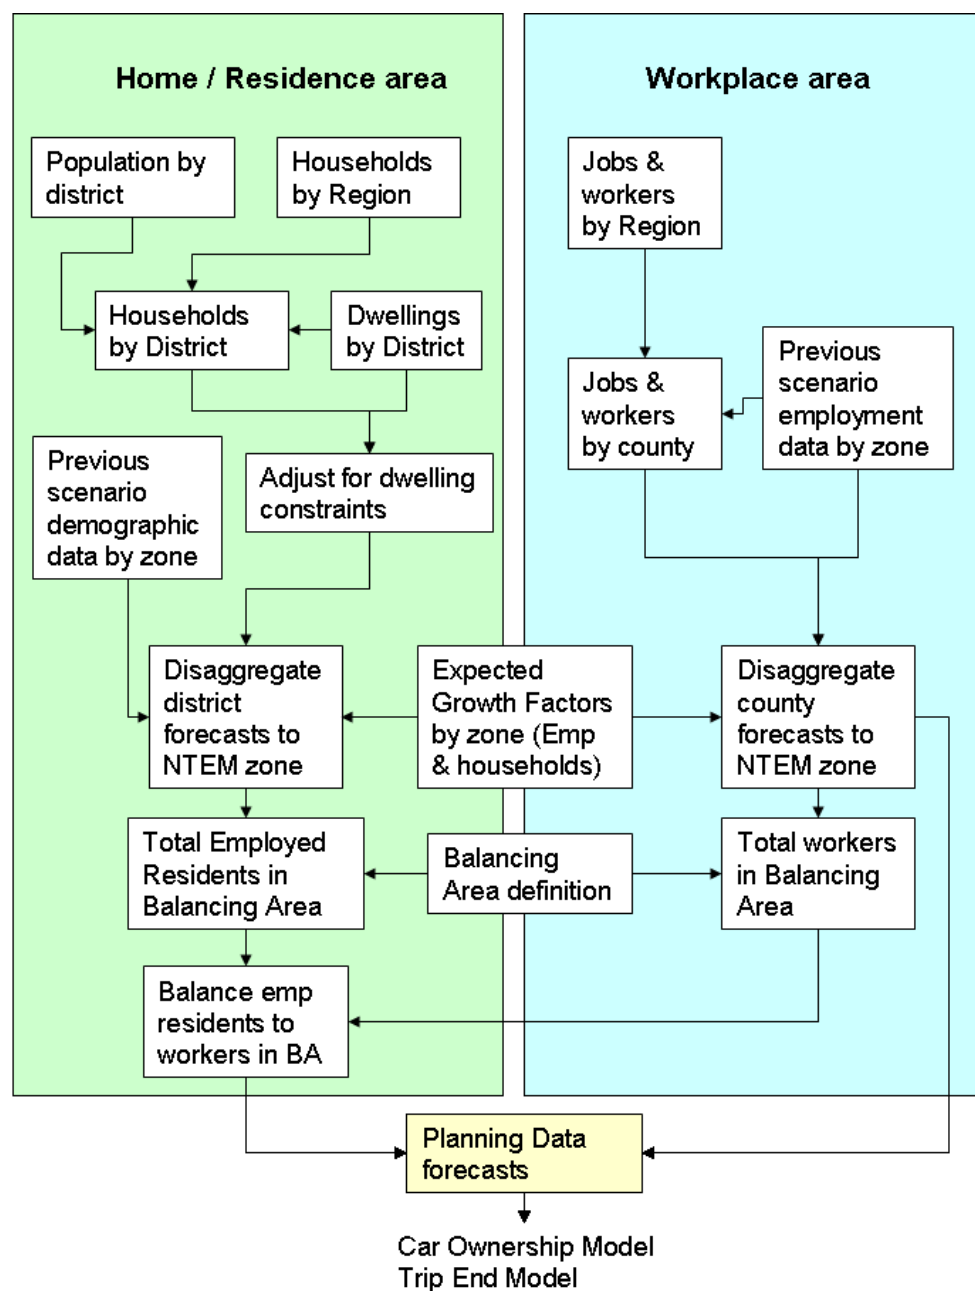 Home / Residence area
Workplace area
Population by
district
Households
by Region
Jobs &
workers
by Region
Households
by District
Dwellings
by District
Jobs &
workers
by county
Previous
scenario
employment
data by zone
Previous
scenario
demographic
data by zone
Adjust for dwelling
constraints
Disaggregate
district
forecasts to
NTEM zone
Expected
Growth Factors
by zone (Emp
& households)
Disaggregate
county
forecasts to
NTEM zone
Total Employed
Residents in
Balancing Area
Balancing
Area definition
Total workers
in Balancing
Area
Balance emp
residents to
workers in BA
Planning Data
forecasts
Car Ownership Model
Trip End Model